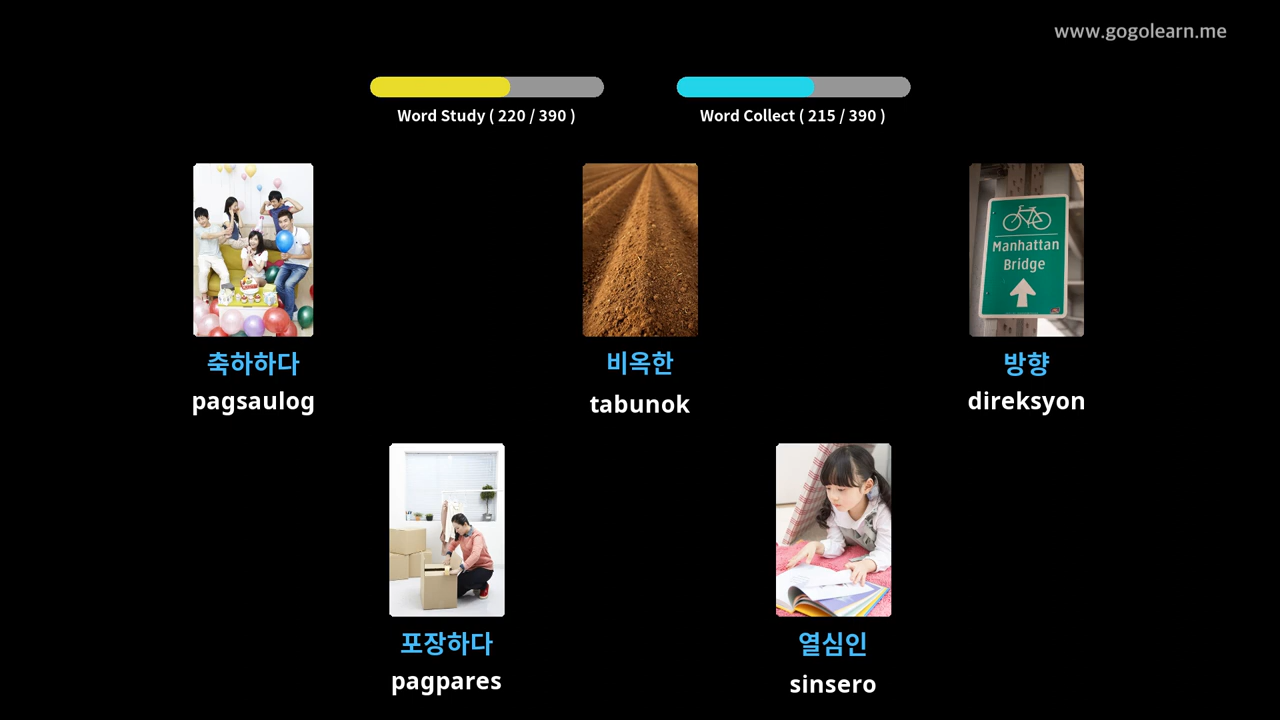 www.gogolearn.me
Word Study ( 220 / 390 )
Word Collect ( 215 / 390 )
Manhattan
Bridge
축하하다
pagsaulog
비옥한
tabunok
방향
direksyon
포장하다
pagpares
열심인
sinsero